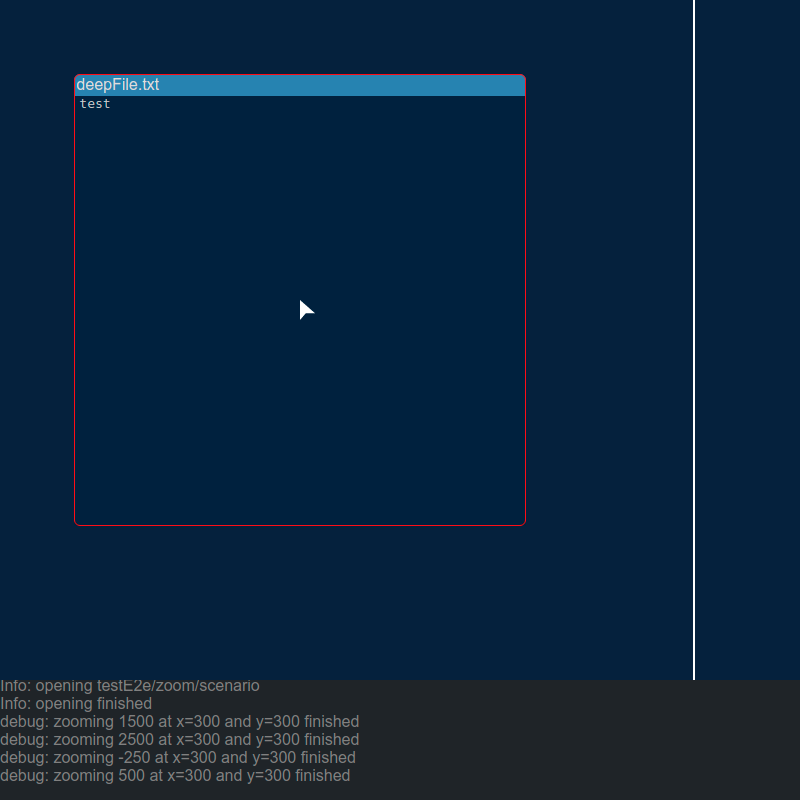 deepFile.txt
test
Info: opening testE2e/zoom/scenario
Info: opening finished
debug: zooming 1500 at x=300 and y=300 finished
debug: zooming 2500 at x=300 and y=300 finished
debug: zooming -250 at x=300 and y=300 finished
debug: zooming 500 at x=300 and y=300 finished